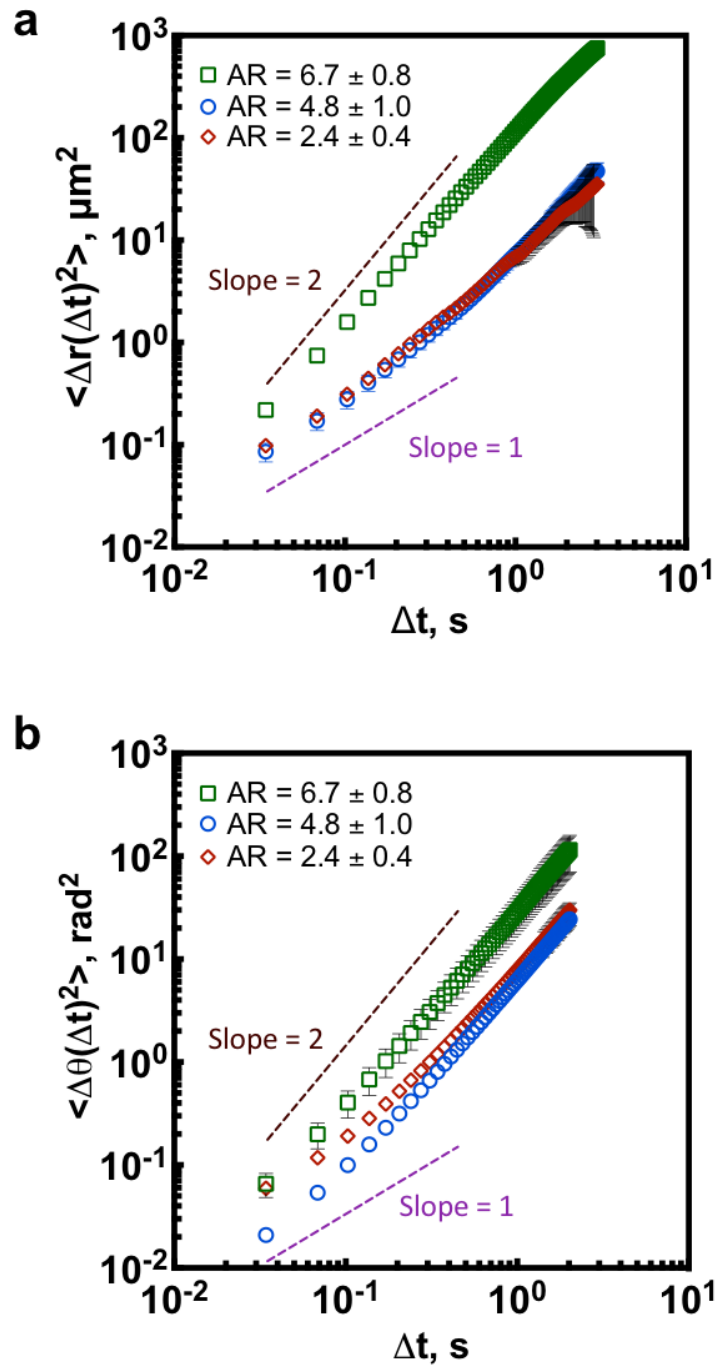 a
10³
10²
10¹
10⁰
10⁻¹
10⁻²
<Δr(Δt)²>, μm²
AR = 6.7 ± 0.8
AR = 4.8 ± 1.0
AR = 2.4 ± 0.4
Slope = 2
Slope = 1
10⁻² 10⁻¹ 10⁰ 10¹
Δt, s
b
10³
10²
10¹
10⁰
10⁻¹
10⁻²
<Δθ(Δt)²>, rad²
AR = 6.7 ± 0.8
AR = 4.8 ± 1.0
AR = 2.4 ± 0.4
Slope = 2
Slope = 1
10⁻² 10⁻¹ 10⁰ 10¹
Δt, s